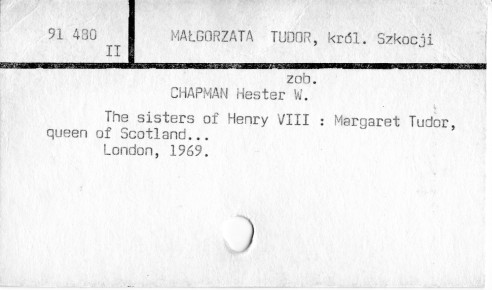 91 480
II
MAŁGORZATA TUDOR, król. Szkocji
zob.
CHAPMAN Hester W.
The sisters of Henry VIII : Margaret Tudor,
queen of Scotland...
London, 1969.